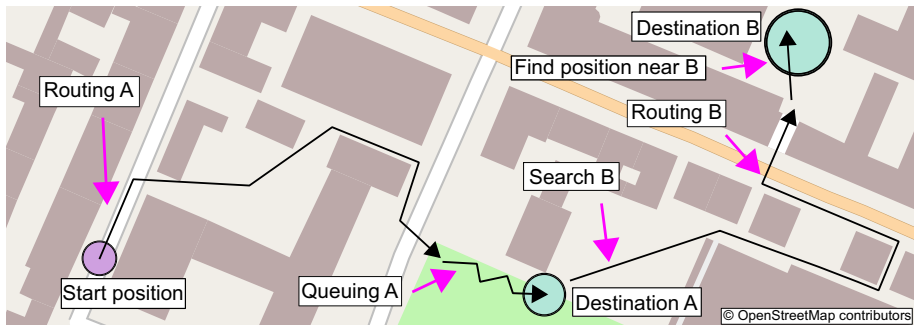 Destination B
Find position near B
Routing A
Routing B
Search B
Start position
Queuing A
Destination A
© OpenStreetMap contributors